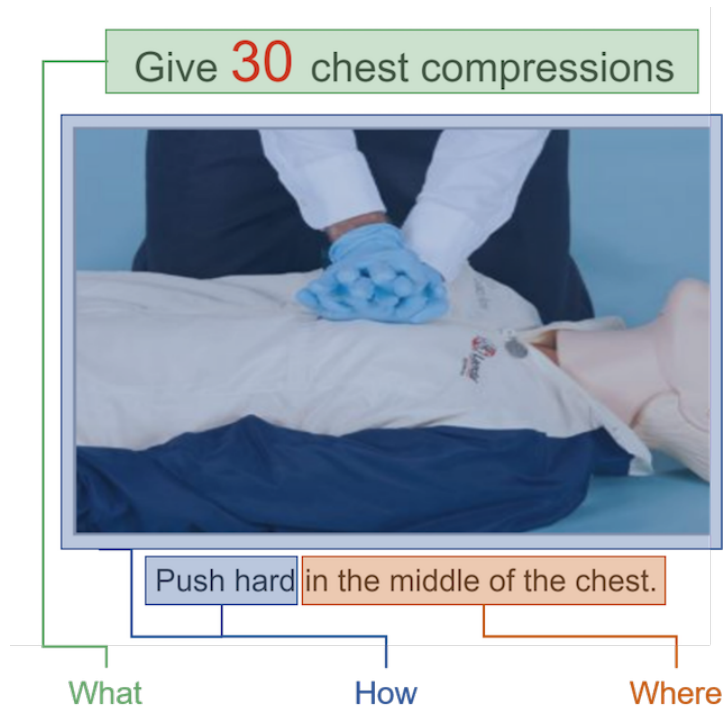 Give 30 chest compressions
Push hard in the middle of the chest.
What How Where